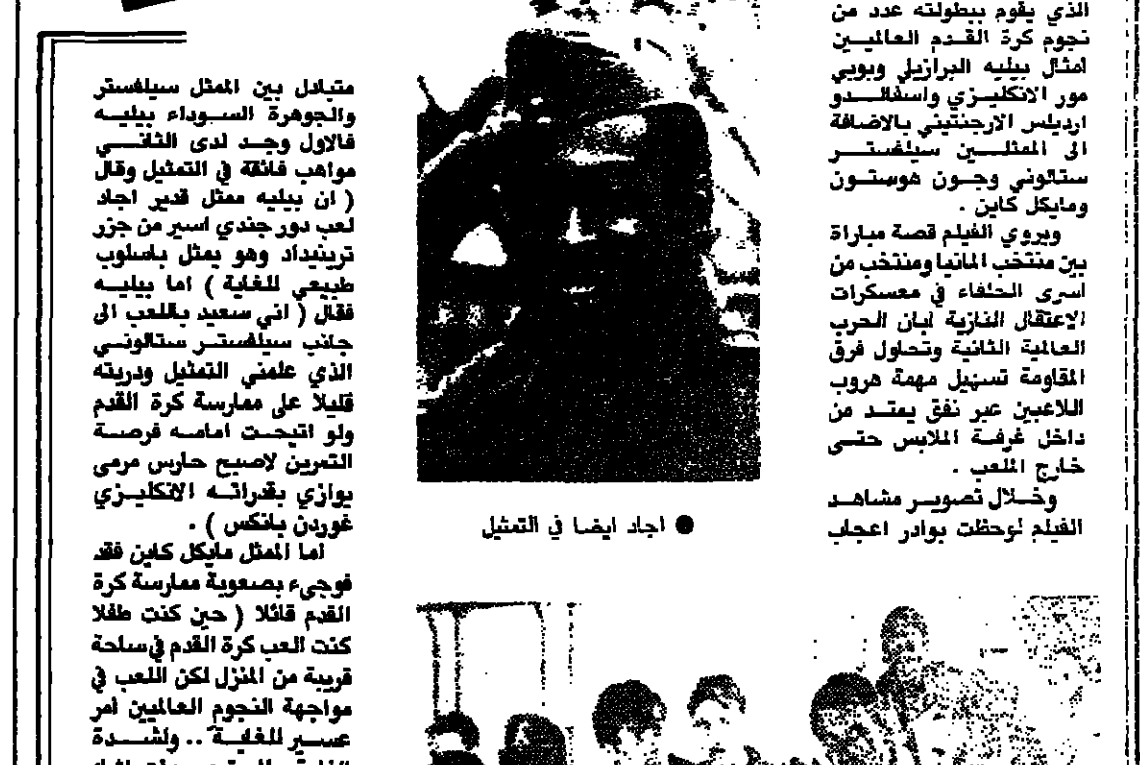 الذي يقوم ببطولته عدد من
نجوم كرة القدم العالميين
امثال بيليه البرازيلي وبوبي
مور الانكليزي واسفالدو
ارديلس الارجنتيني بالاضافة
الى الممثلين سيلفستر
ستالوني وجون هوستون
ومايكل كاين .
ويروي الفيلم قصة مباراة
بين منتخب المانيا ومنتخب من
اسرى الحلفاء في معسكرات
الاعتقال النازية ابان الحرب
العالمية الثانية وتحاول فرق
المقاومة تسهيل مهمة هروب
اللاعبين عبر نفق يمتد من
داخل غرفة الملابس حتى
خارج الملعب .
وخلال تصوير مشاهد
الفيلم لوحظت بوادر اعجاب
● اجاد ايضا في التمثيل
متبادل بين الممثل سيلفستر
والجوهرة السوداء بيليه
فالاول وجد لدى الثاني
مواهب فائقة في التمثيل وقال
( ان بيليه ممثل قدير اجاد
لعب دور جندي اسير من جزر
ترينيداد وهو يمثل باسلوب
طبيعي للغاية ) اما بيليه
فقال ( اني سعيد باللعب الى
جانب سيلفستر ستالوني
الذي علمني التمثيل ودربته
قليلا على ممارسة كرة القدم
ولو اتيحت امامه فرصة
التمرين لاصبح حارس مرمى
يوازي بقدراته الانكليزي
غوردن بانكس ) .
اما الممثل مايكل كاين فقد
فوجىء بصعوبة ممارسة كرة
القدم قائلا ( حين كنت طفلا
كنت العب كرة القدم في ساحة
قريبة من المنزل لكن اللعب في
مواجهة النجوم العالميين امر
عسير للغاية .. ولشدة